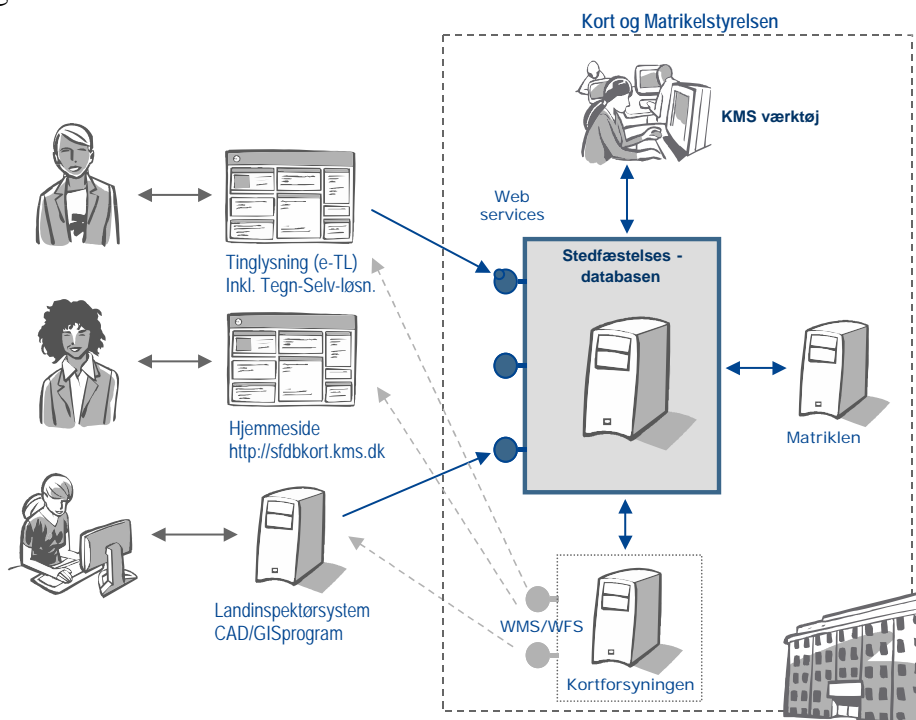 Kort og Matrikelstyrelsen
KMS værktøj
Web
services
Tinglysning (e-TL)
Inkl. Tegn-Selv-løsn.
Stedfæstelses -
databasen
Hjemmeside
http://sfdbkort.kms.dk
Matriklen
Landinspektørsystem
CAD/GISprogram
WMS/WFS
Kortforsyningen